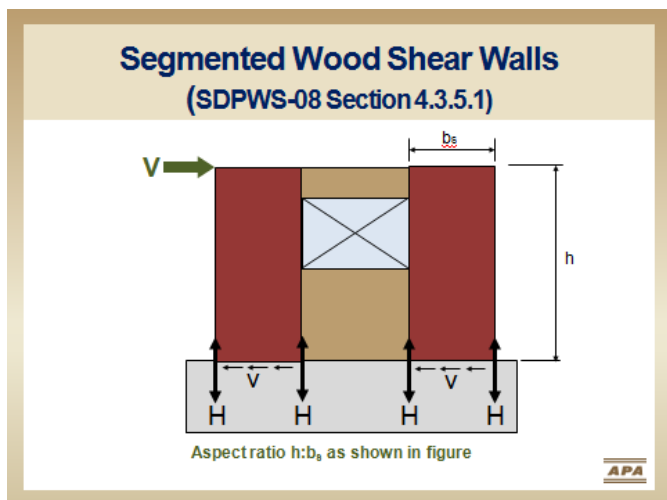 Segmented Wood Shear Walls
(SDPWS-08 Section 4.3.5.1)
bs
V
h
V
V
H
H
H
H
Aspect ratio h:bs as shown in figure
APA